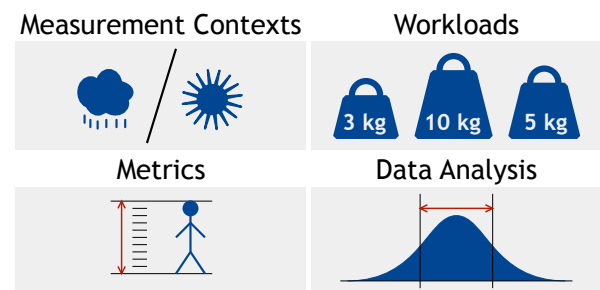 Measurement Contexts
Workloads
3 kg
10 kg
5 kg
Metrics
Data Analysis